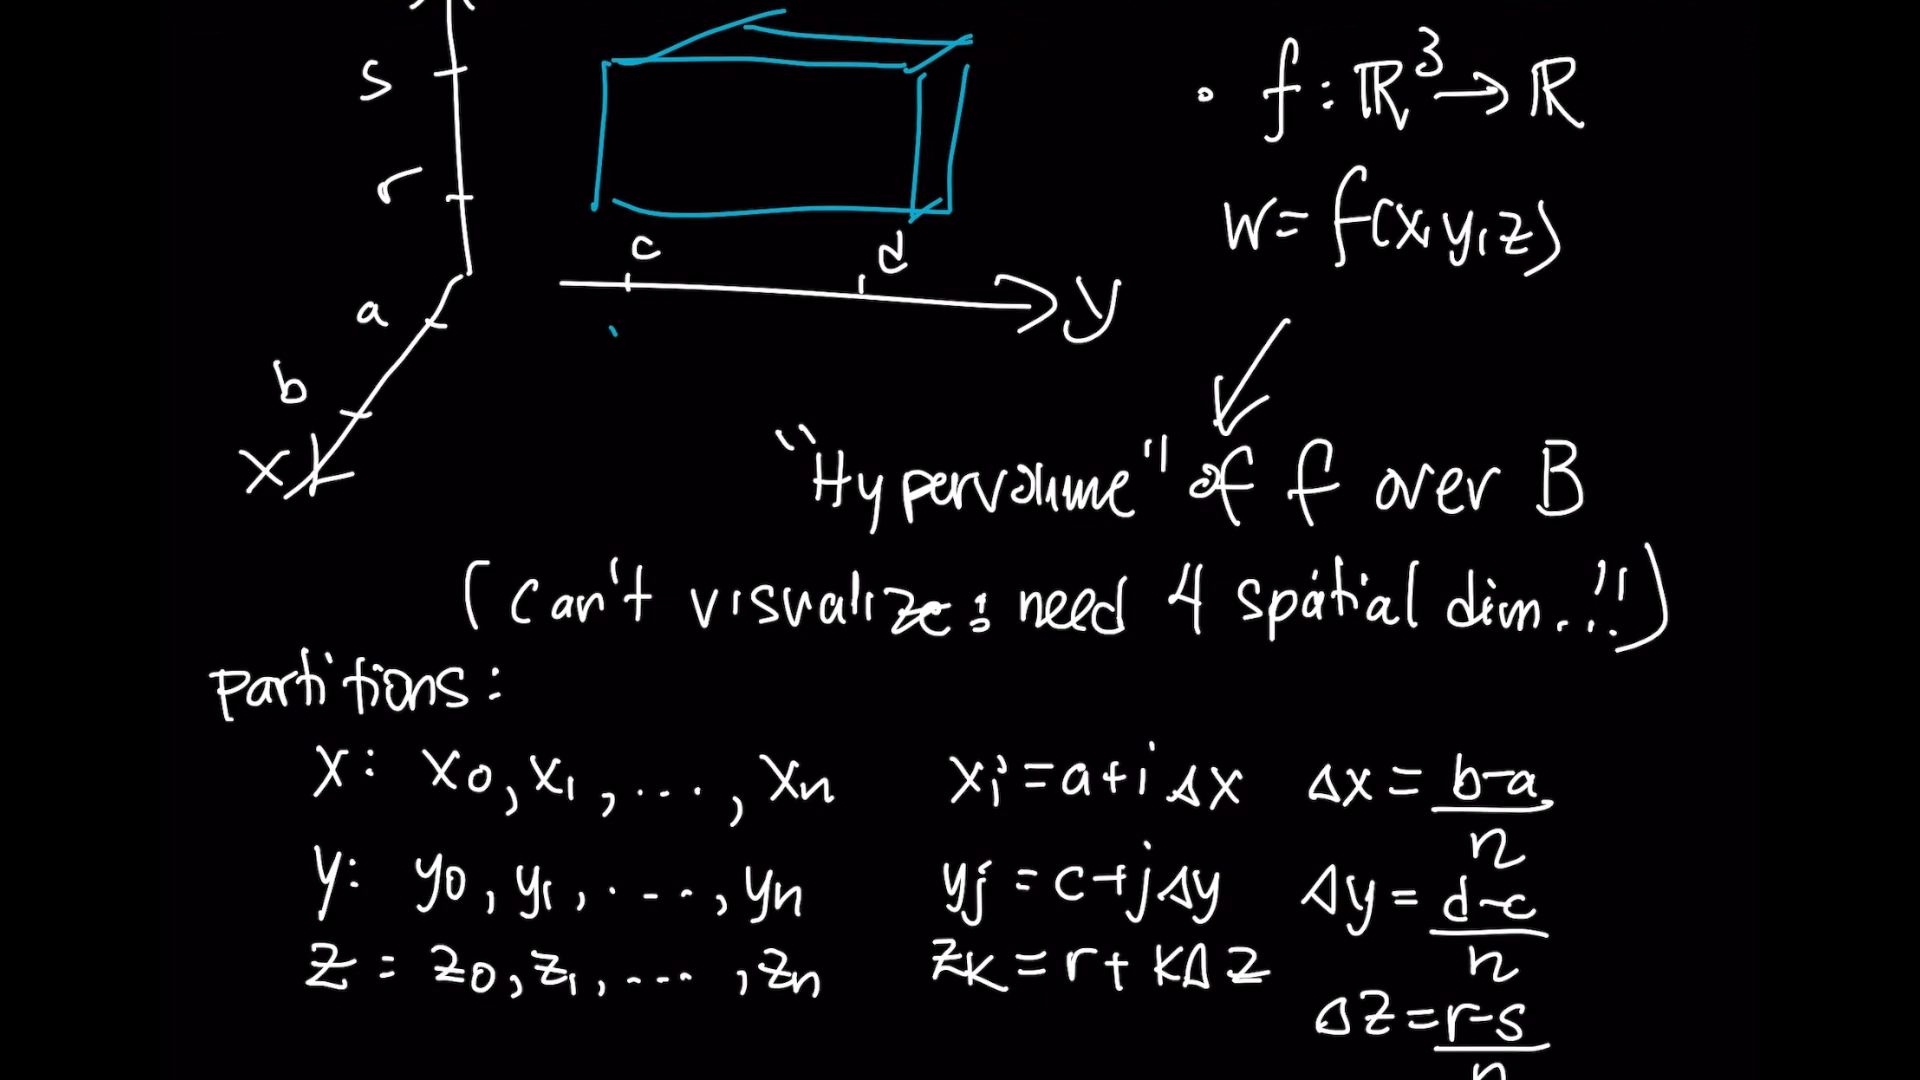 s
r
c d
a
y
b
x
• f: ℝ³→ℝ
w= f(x,y,z)
"Hypervolume" of f over B
(can't visualize: need 4 spatial dim...!!)
partitions:
x: x₀, x₁, ..., xₙ xᵢ=a+iΔx Δx = b-a/n
y: y₀, y₁, ..., yₙ yⱼ = c+jΔy Δy = d-c/n
z = z₀, z₁, ..., zₙ zₖ = r+kΔz
Δz = r-s/n